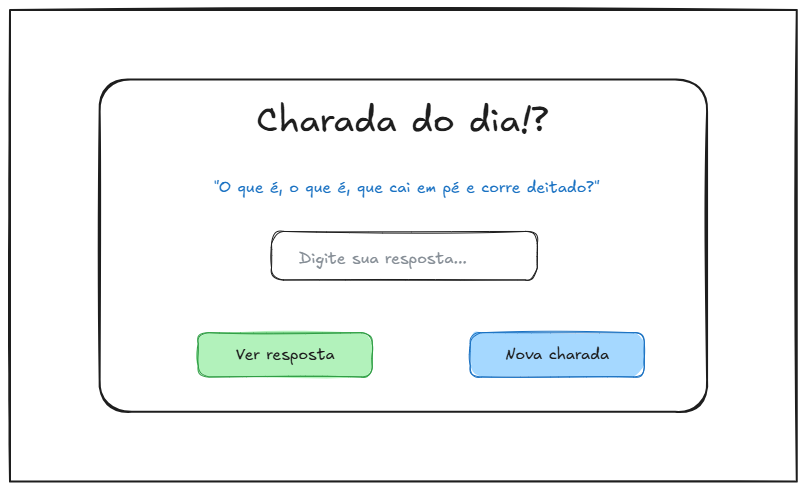 Charada do dia!?
"O que é, o que é, que cai em pé e corre deitado?"
Digite sua resposta...
Ver resposta
Nova charada